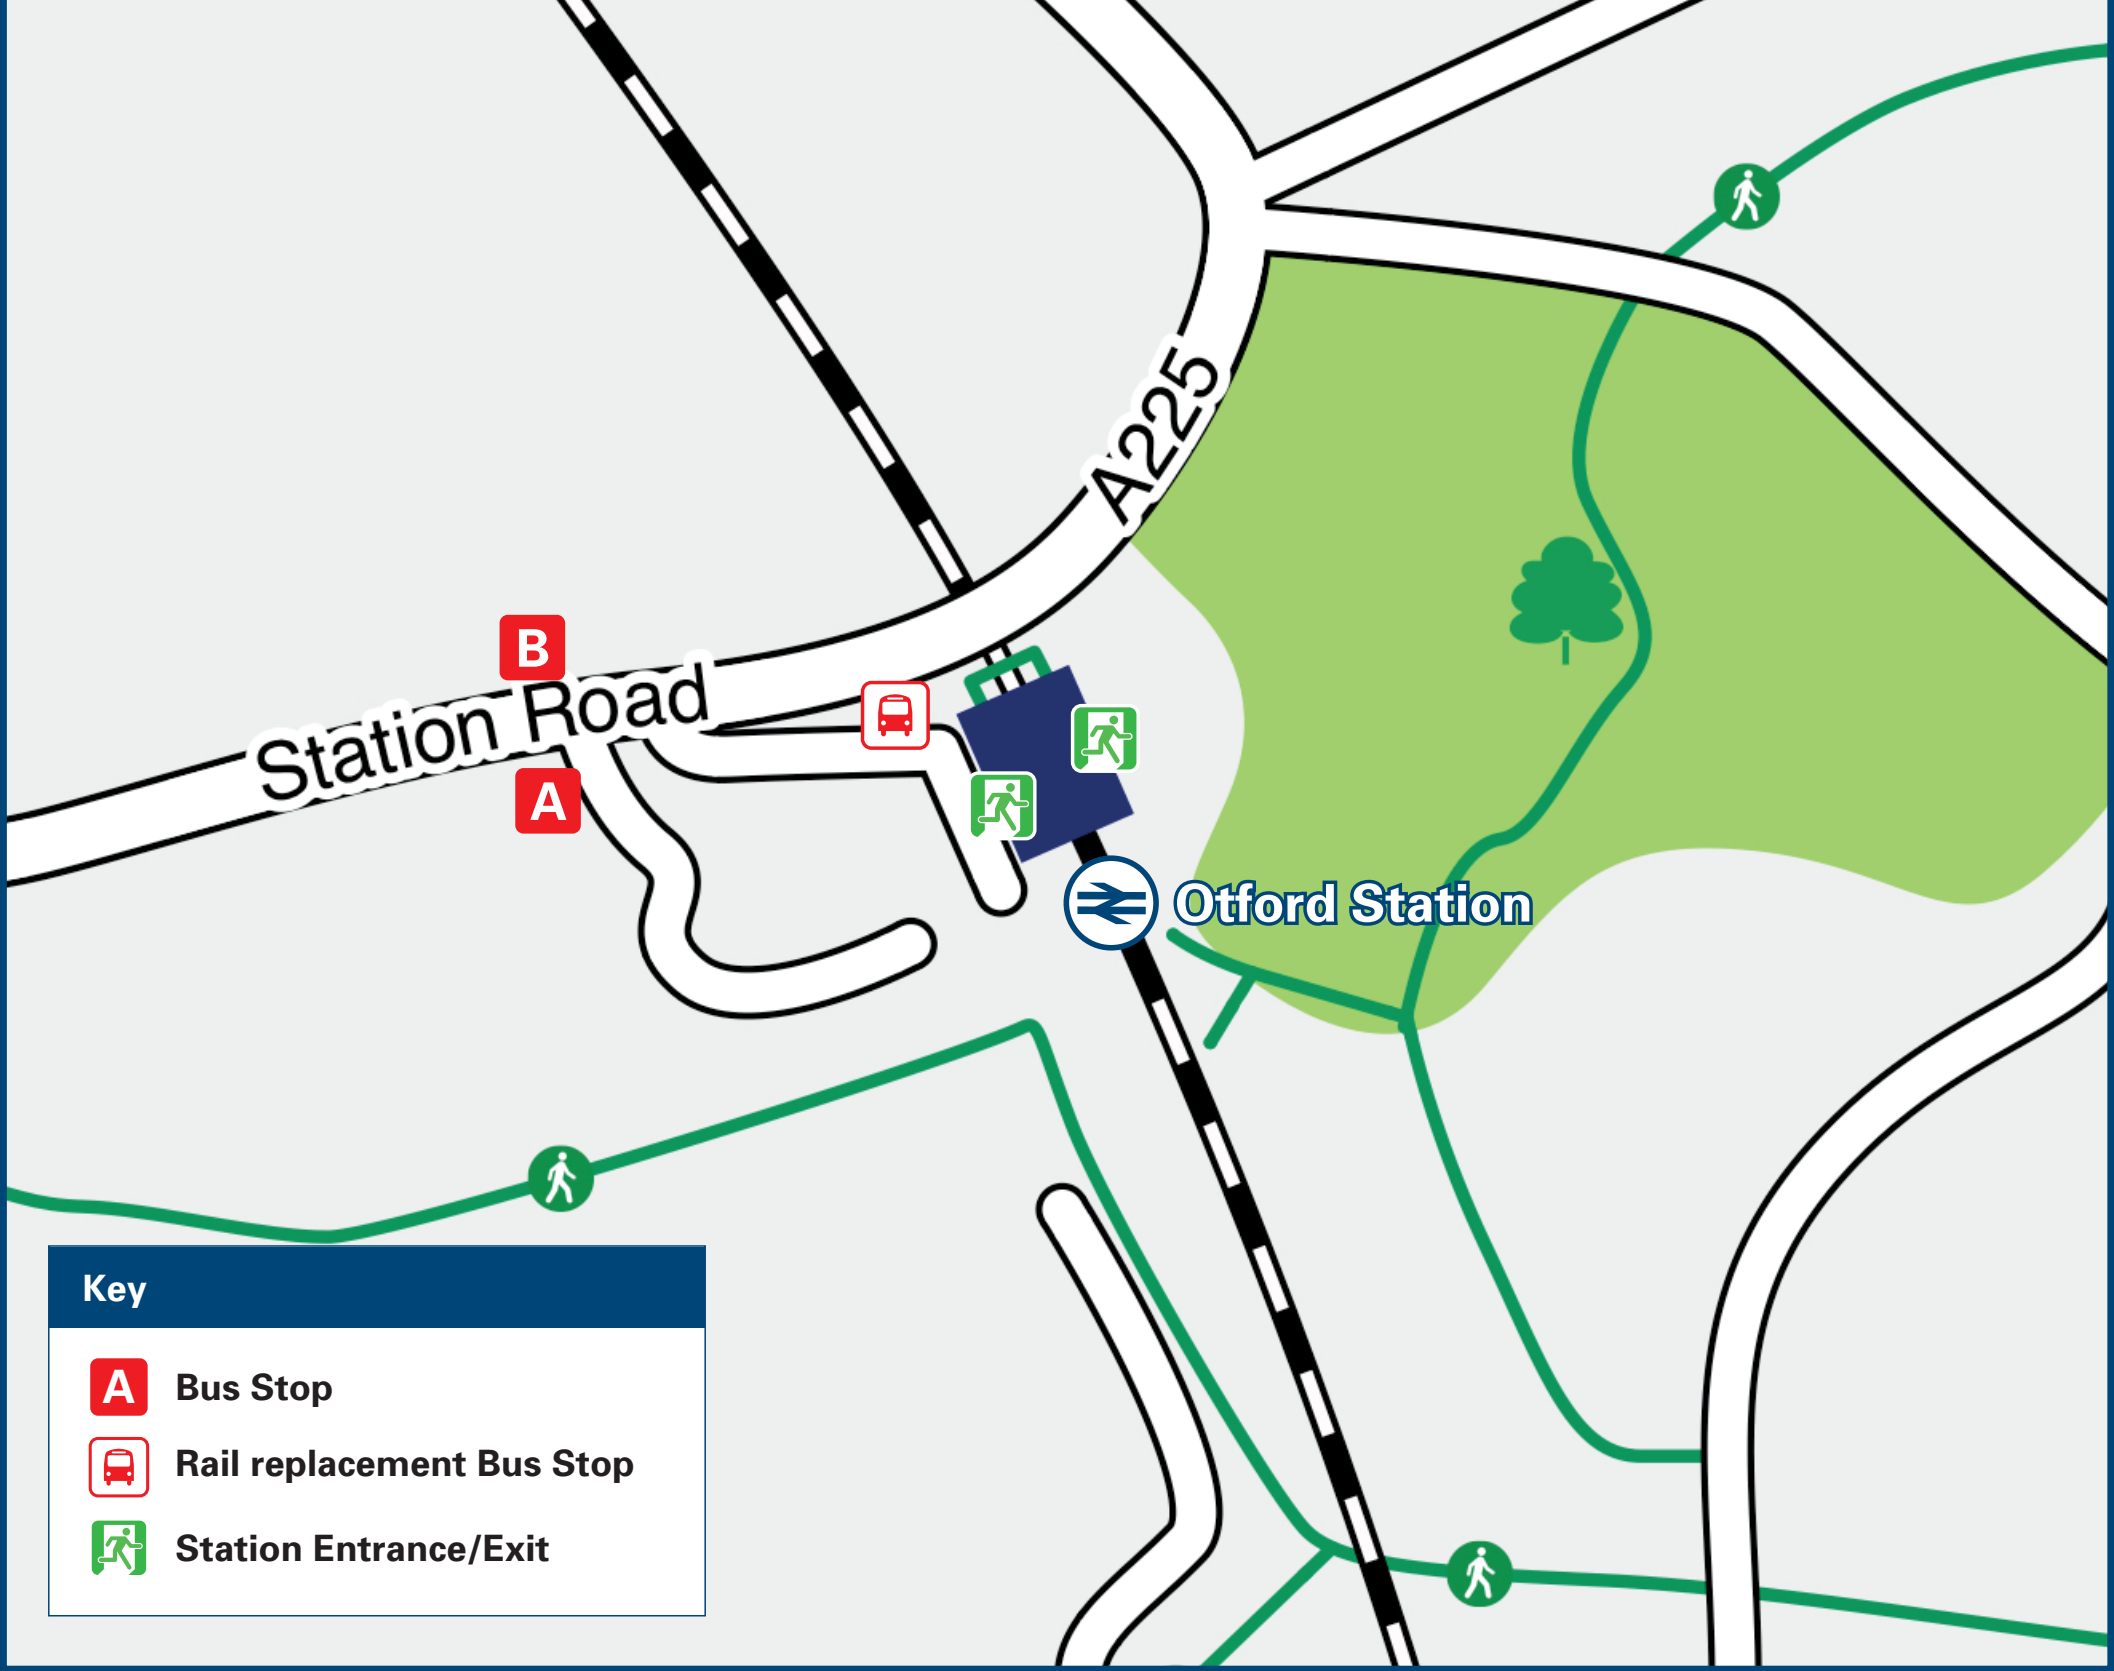 A225
B
Station Road
A
Otford Station
Key
A Bus Stop
Rail replacement Bus Stop
Station Entrance/Exit